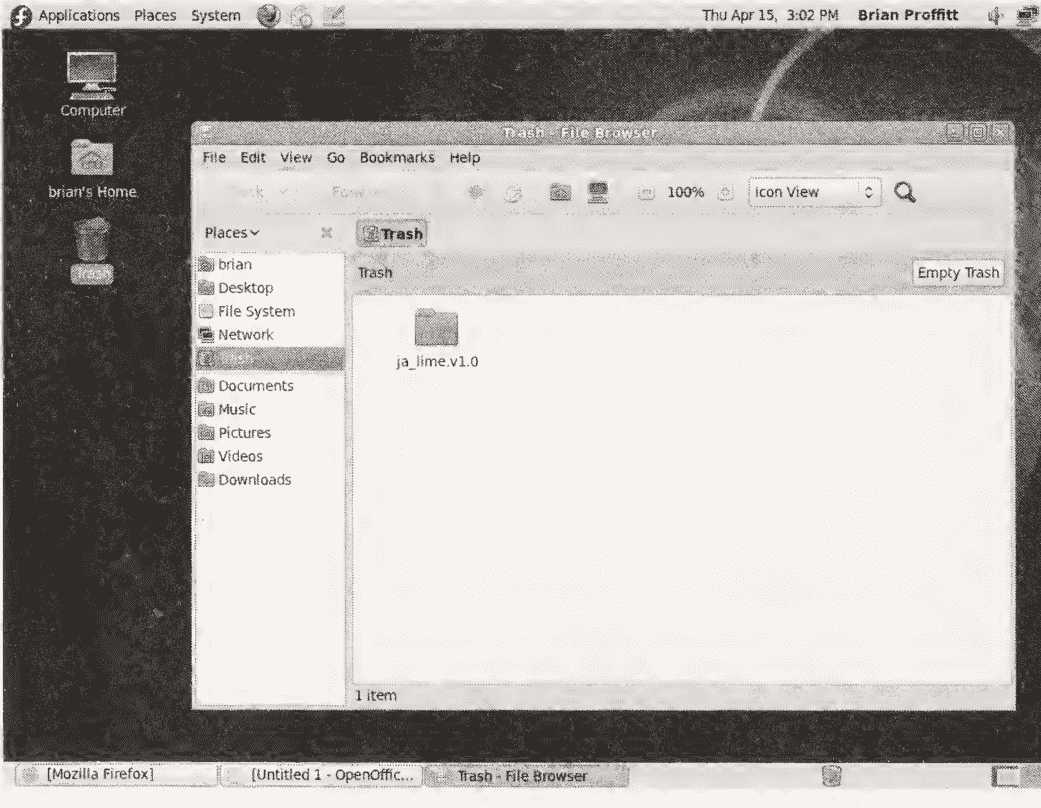 Applications Places System Thu Apr 15, 3:02 PM Brian Proffitt
Computer
brian's Home
Trash
Trash - File Browser
File Edit View Go Bookmarks Help
100% Icon View
Places Trash
Trash Empty Trash
brian
Desktop
File System
Network
Trash
Documents
Music
Pictures
Videos
Downloads
ja_lime.v1.0
1 item
[Mozilla Firefox] [Untitled 1 - OpenOffic... Trash - File Browser